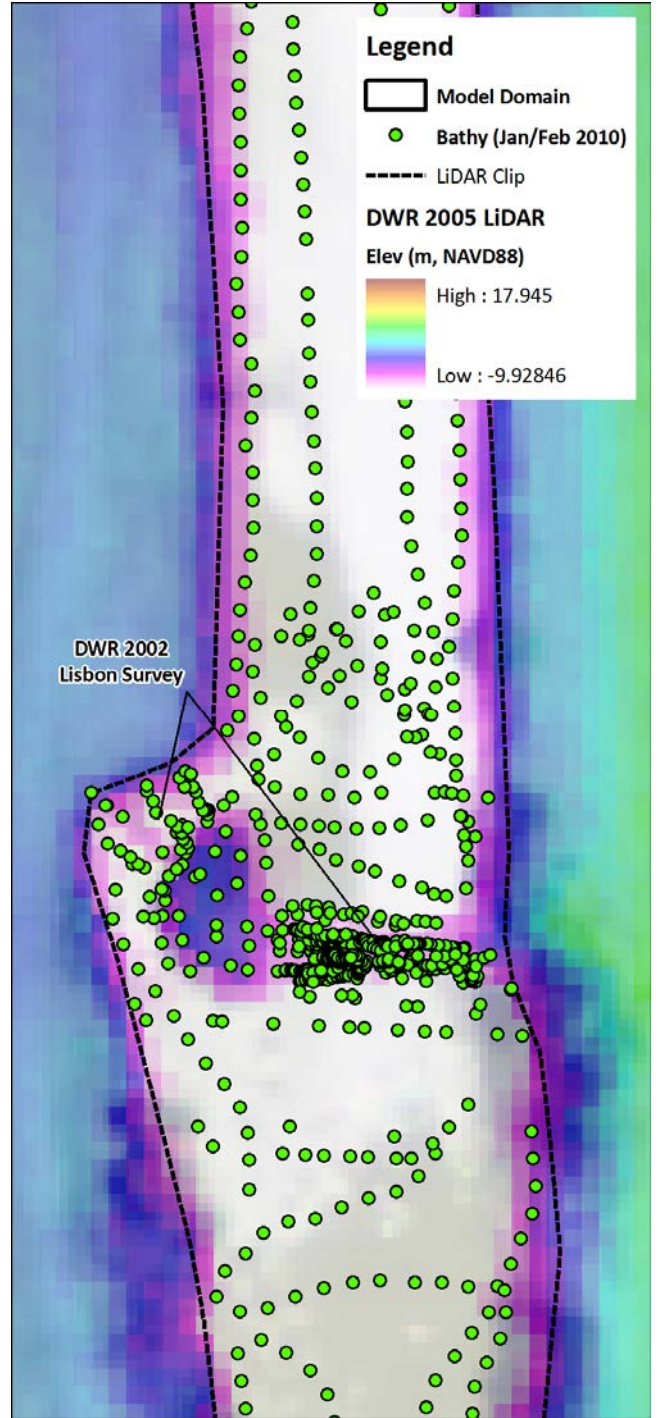 Legend
Model Domain
Bathy (Jan/Feb 2010)
LiDAR Clip
DWR 2005 LiDAR
Elev (m, NAVD88)
High : 17.945
Low : -9.92846
DWR 2002
Lisbon Survey